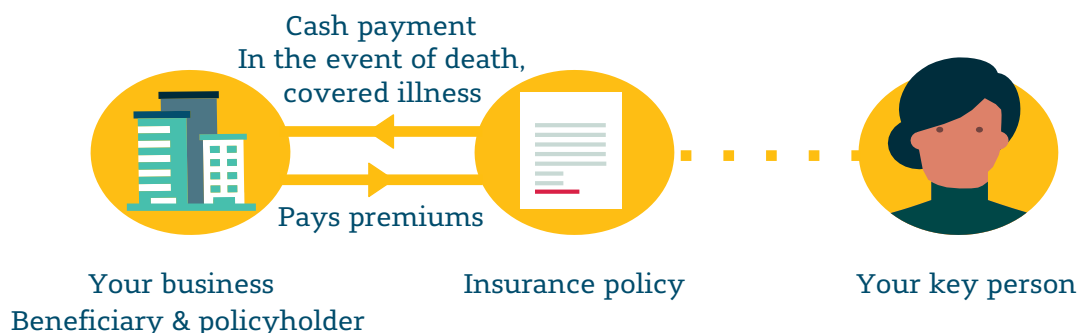 Cash payment
In the event of death,
covered illness
Pays premiums
Your business
Beneficiary & policyholder
Insurance policy
Your key person